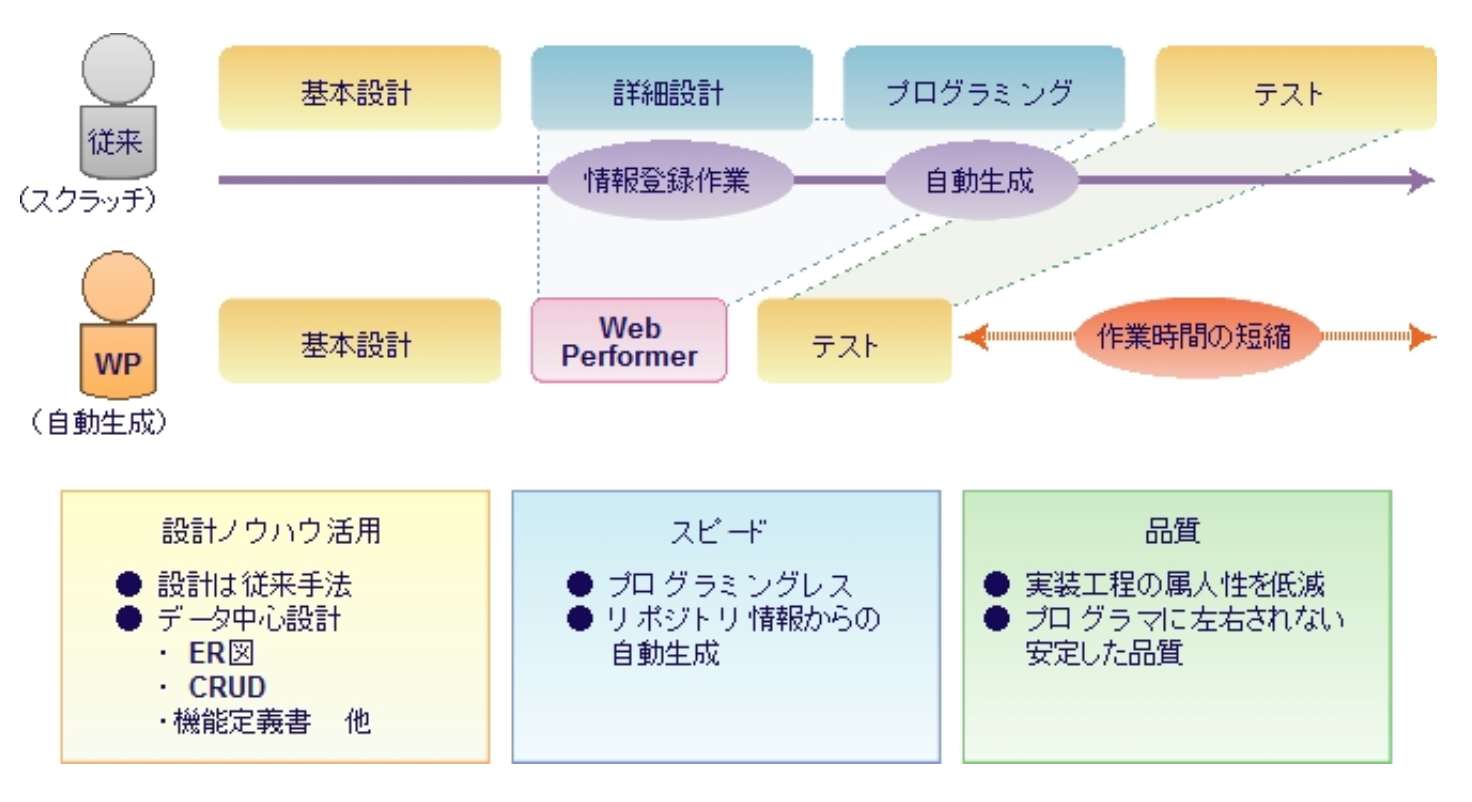 基本設計
詳細設計
プログラミング
テスト
従来
(スクラッチ)
情報登録作業
自動生成
基本設計
Web
Performer
テスト
作業時間の短縮
WP
(自動生成)
設計ノウハウ活用
● 設計は従来手法
● データ中心設計
・ ER図
・ CRUD
・機能定義書 他
スピード
● プログラミングレス
● リポジトリ情報からの
自動生成
品質
● 実装工程の属人性を低減
● プログラマに左右されない
安定した品質